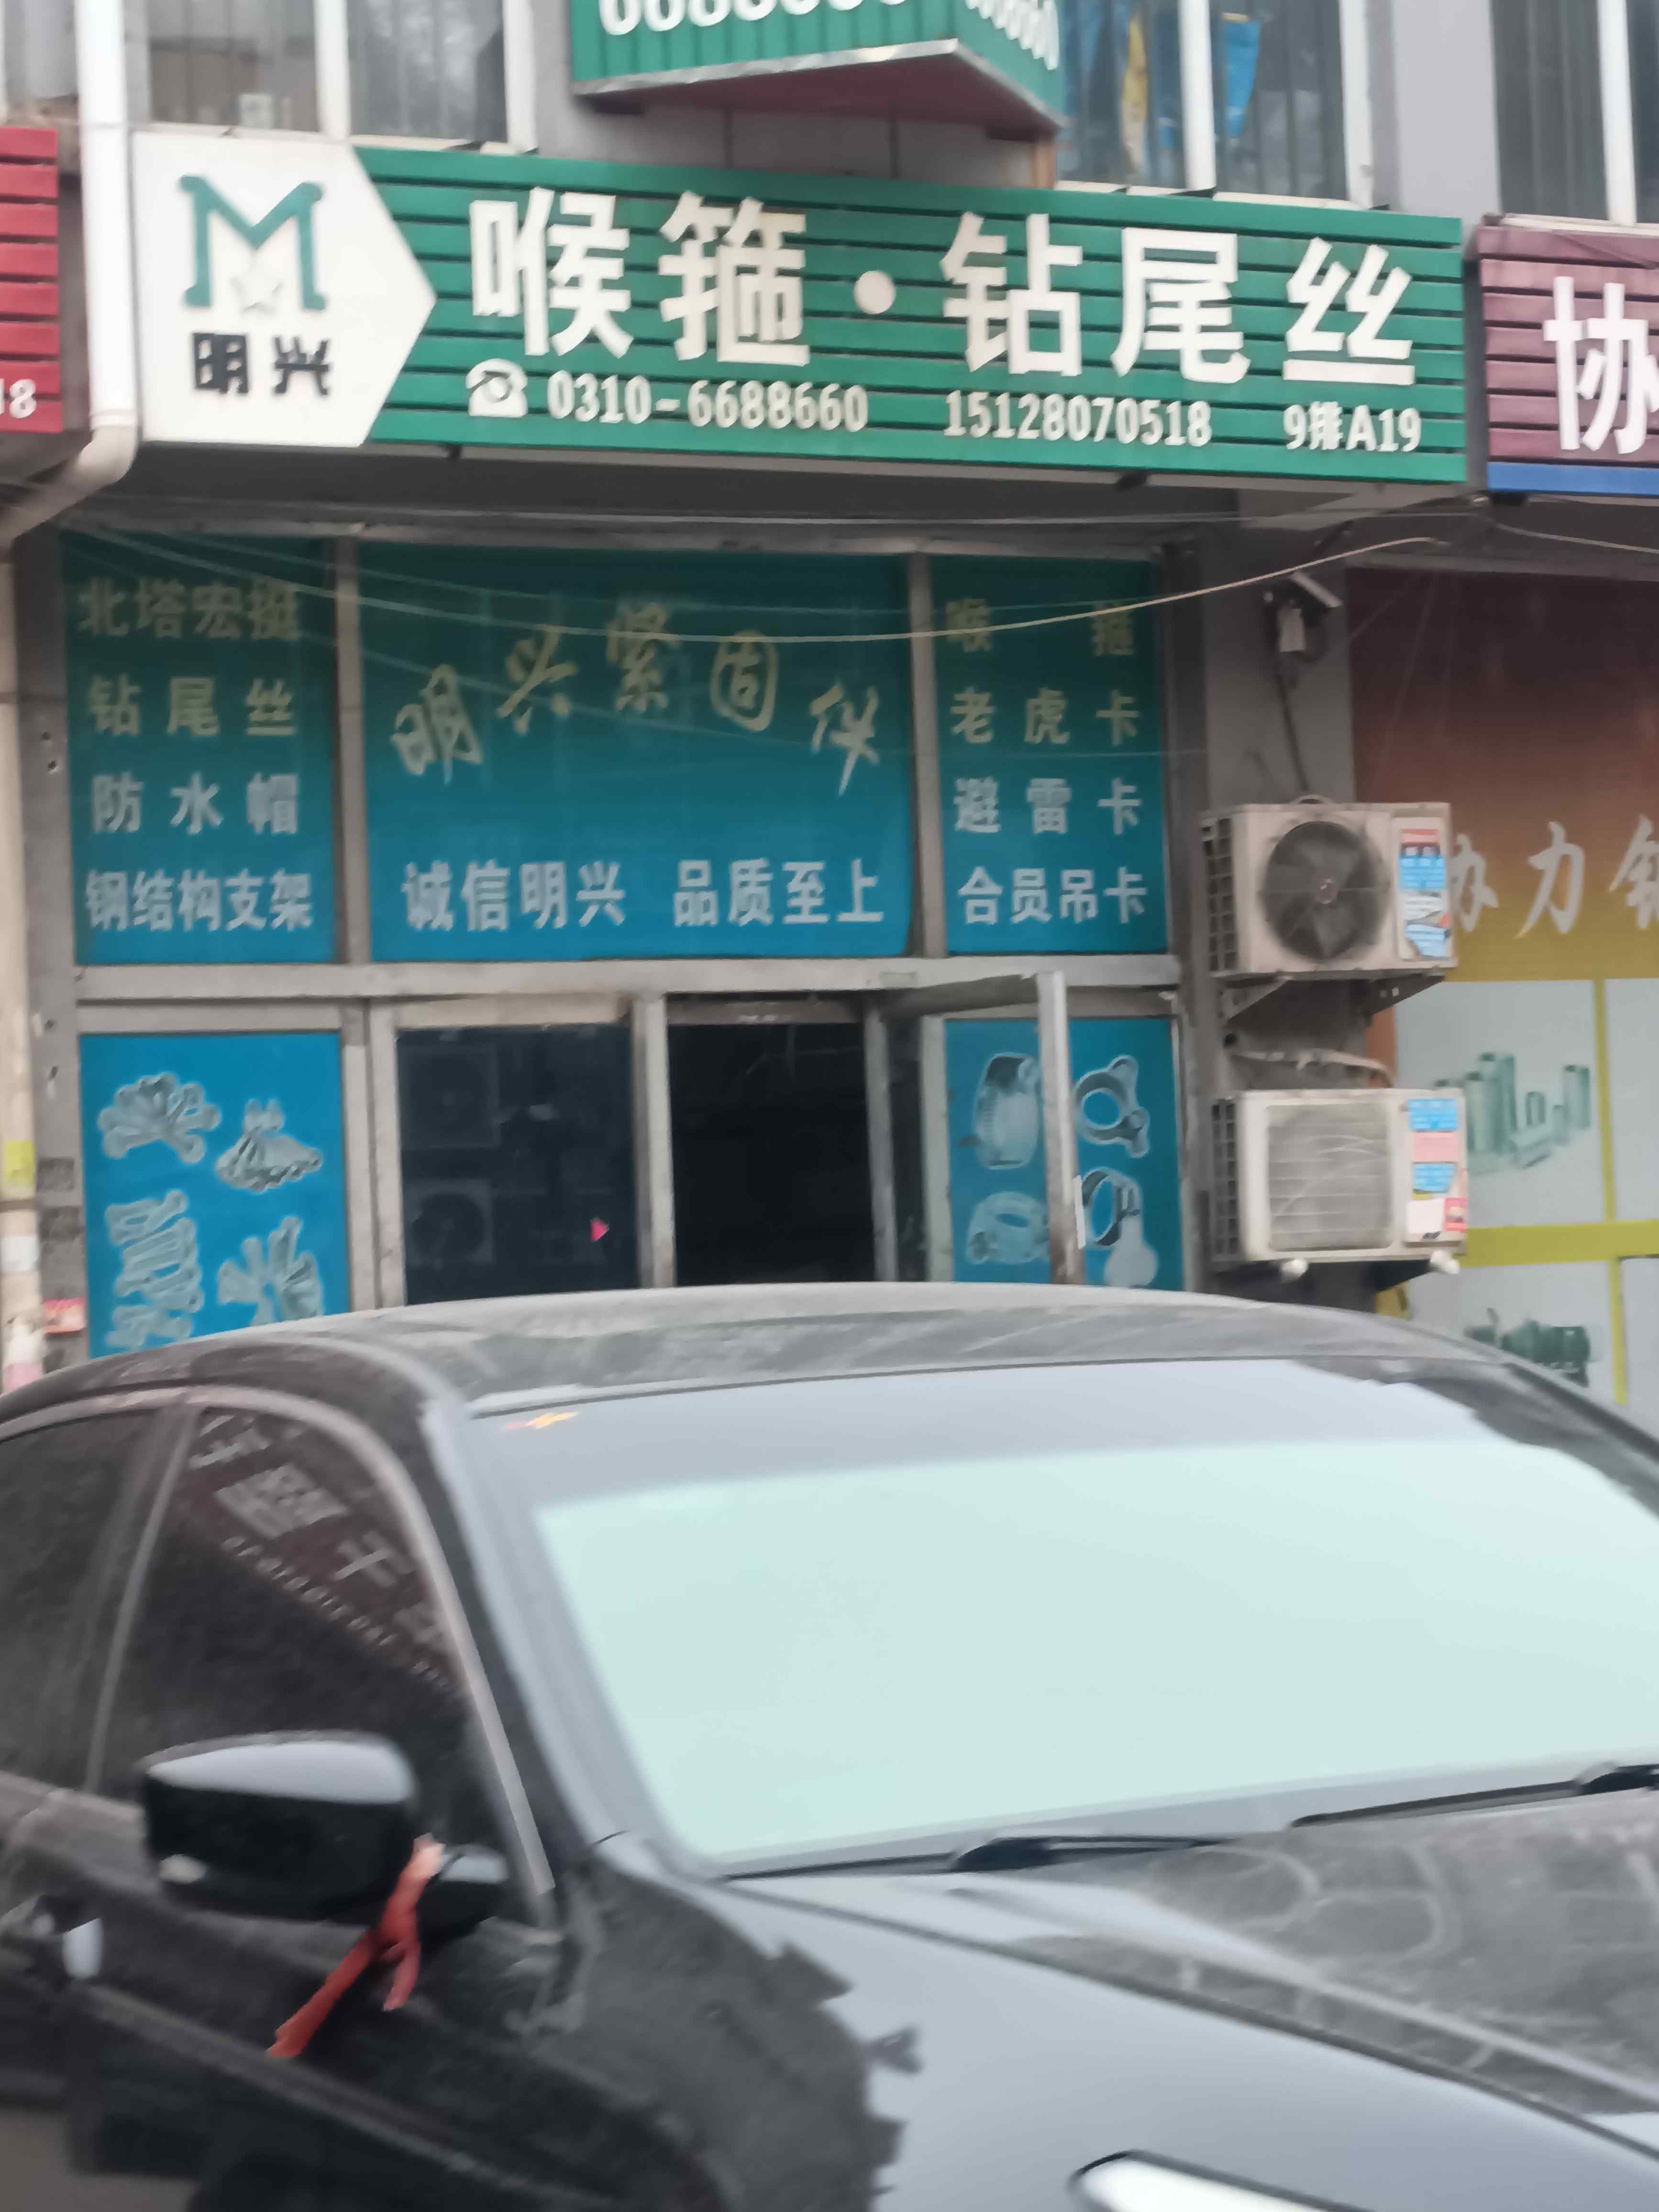 明兴
喉箍·钻尾丝
0310-6688660 15128070518 9排A19
协
北塔宏挺
钻尾丝
防水帽
钢结构支架
明兴紧固件
诚信明兴 品质至上
喉箍
老虎卡
避雷卡
合员吊卡
协力